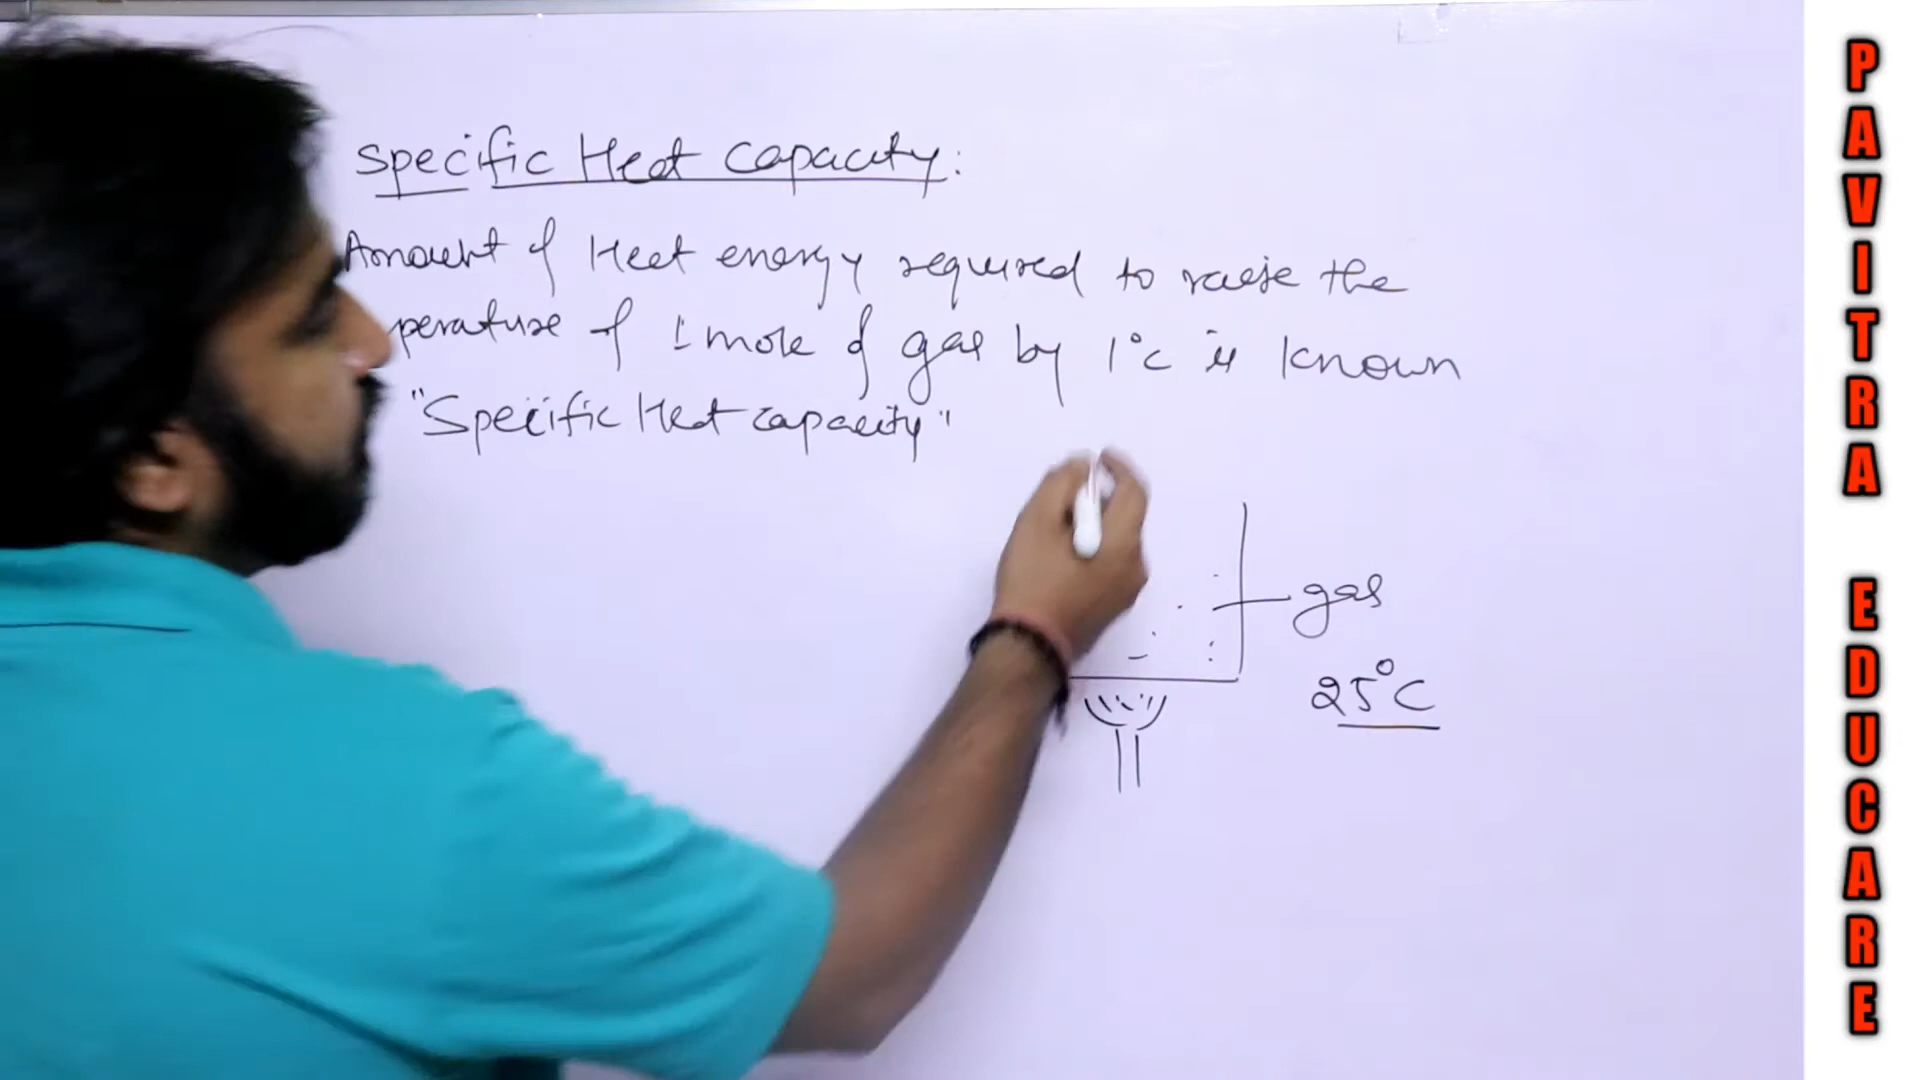 Specific Heat Capacity:
Amount of Heat energy required to raise the
perature of 1 mole of gas by 1°C is known
"Specific Heat capacity"
gas
25°C
PAVITRA EDUCARE